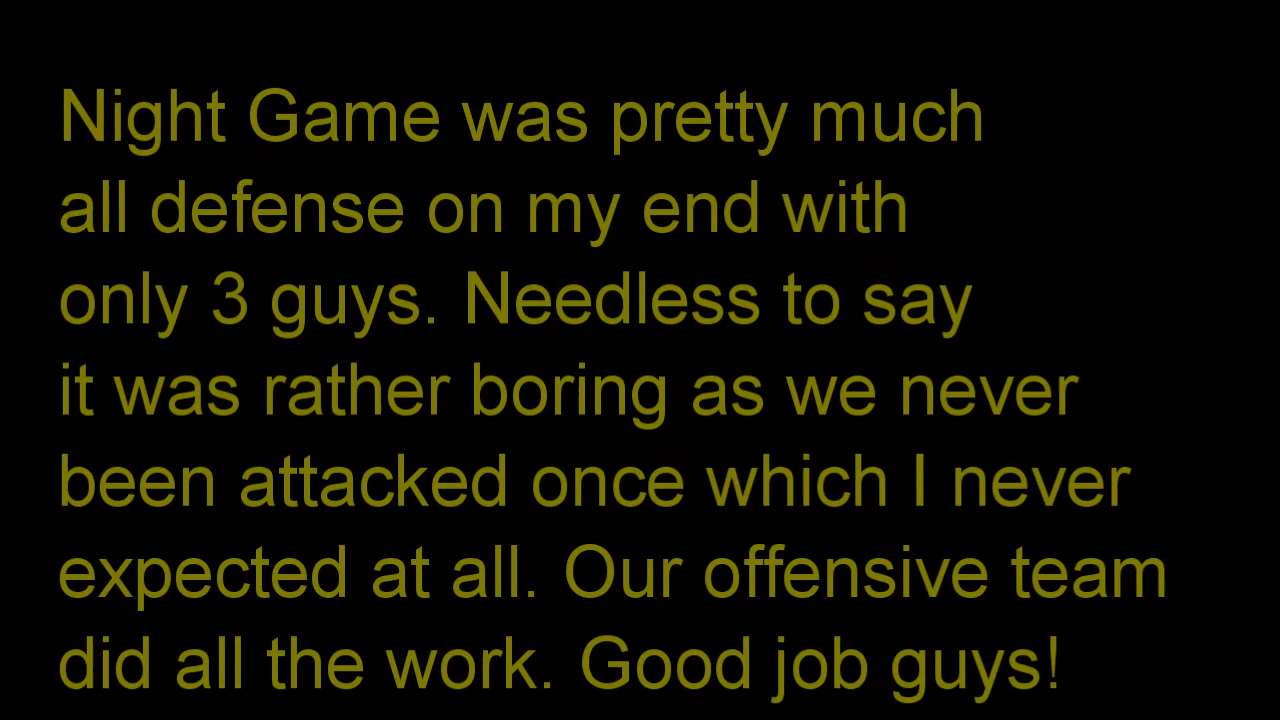 Night Game was pretty much
all defense on my end with
only 3 guys. Needless to say
it was rather boring as we never
been attacked once which I never
expected at all. Our offensive team
did all the work. Good job guys!